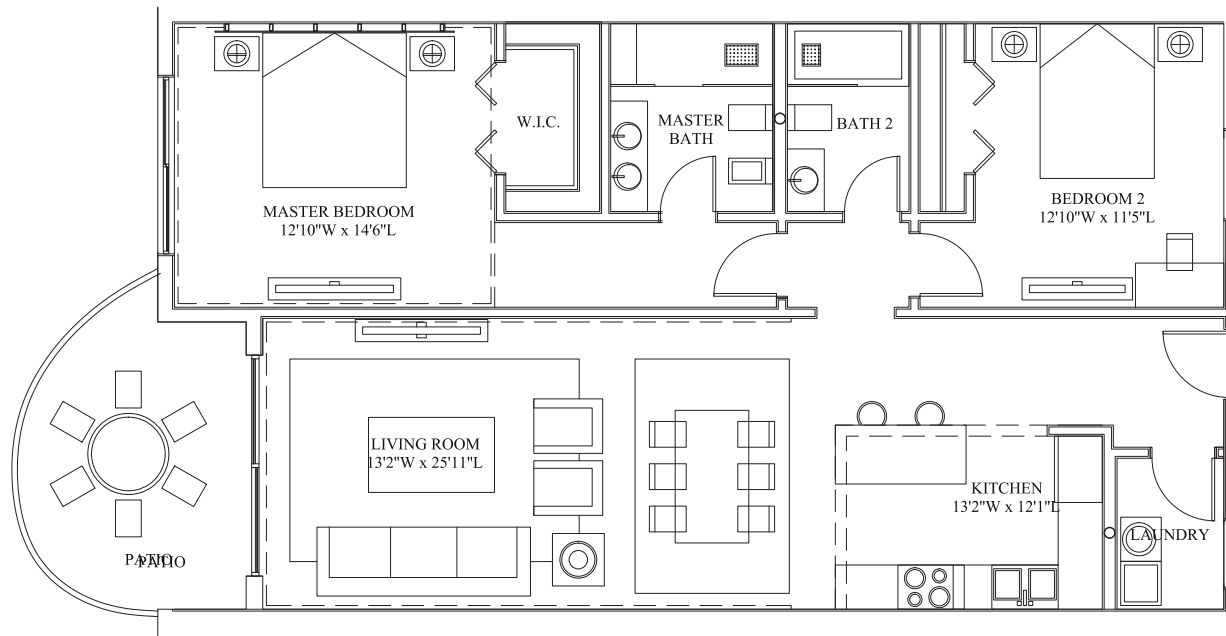 W.I.C.
MASTER
BATH
BATH 2
MASTER BEDROOM
12'10"W x 14'6"L
BEDROOM 2
12'10"W x 11'5"L
LIVING ROOM
13'2"W x 25'11"L
KITCHEN
13'2"W x 12'1"L
LAUNDRY
PATIO
PATIO